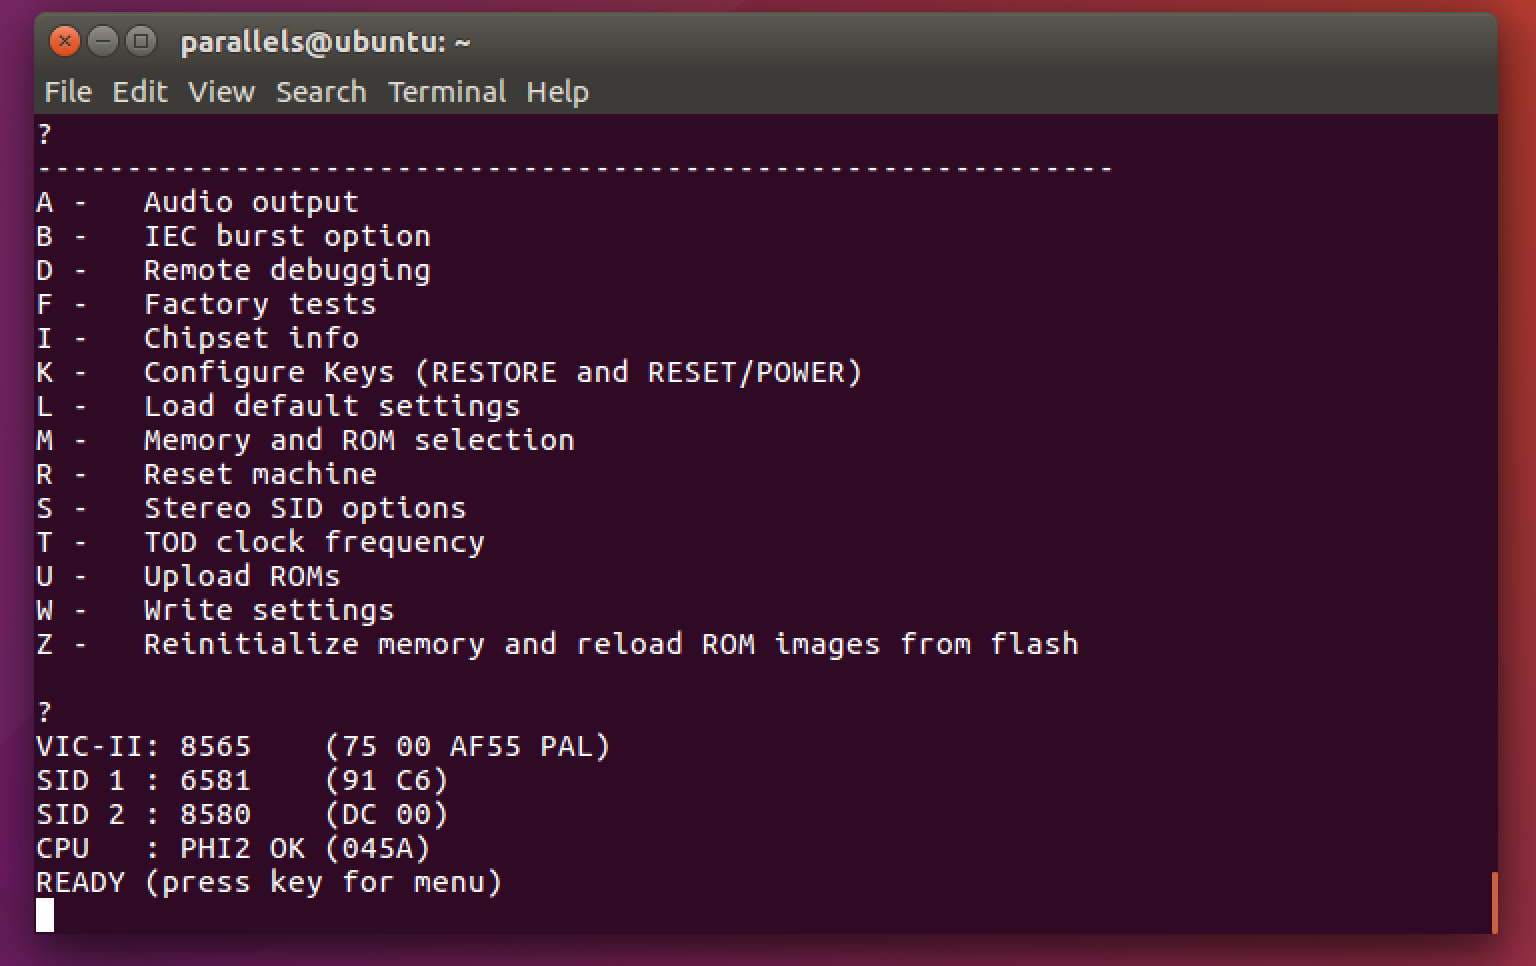 parallels@ubuntu: ~
File Edit View Search Terminal Help
?
------------------------------------------------------------
A -   Audio output
B -   IEC burst option
D -   Remote debugging
F -   Factory tests
I -   Chipset info
K -   Configure Keys (RESTORE and RESET/POWER)
L -   Load default settings
M -   Memory and ROM selection
R -   Reset machine
S -   Stereo SID options
T -   TOD clock frequency
U -   Upload ROMs
W -   Write settings
Z -   Reinitialize memory and reload ROM images from flash
?
VIC-II: 8565    (75 00 AF55 PAL)
SID 1 : 6581    (91 C6)
SID 2 : 8580    (DC 00)
CPU   : PHI2 OK (045A)
READY (press key for menu)